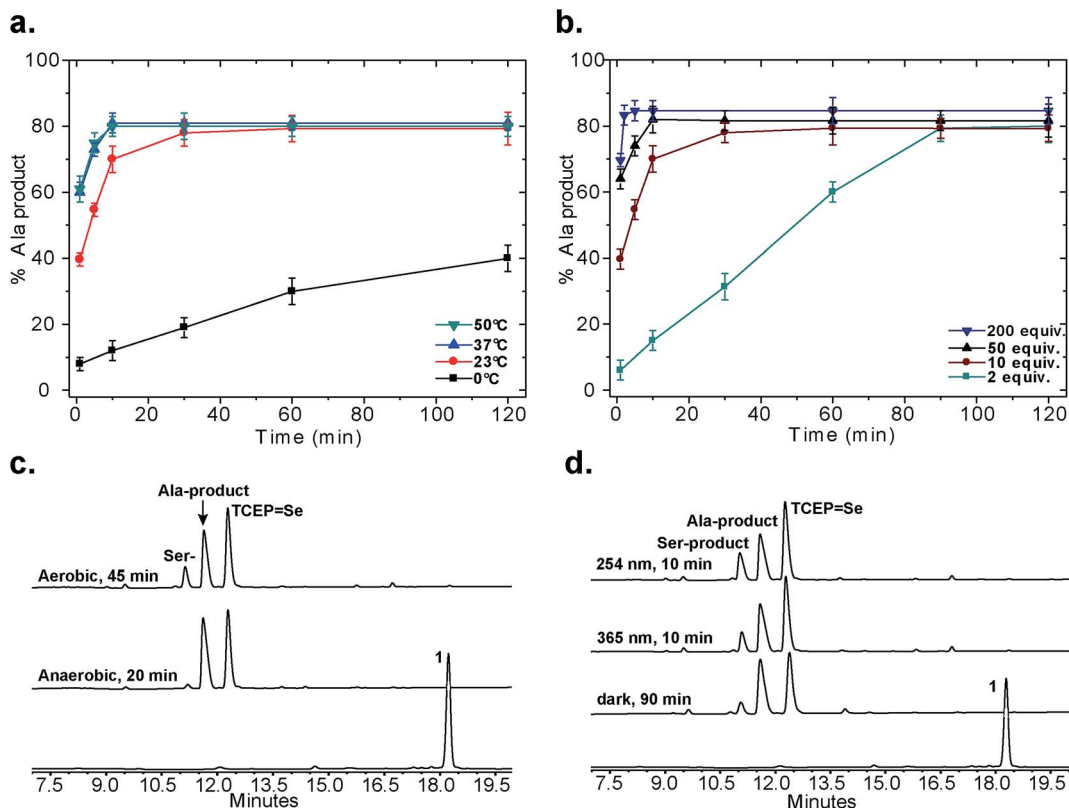 a.
% Ala product
100
80
60
40
20
0
0 20 40 60 80 100 120
Time (min)
50°C
37°C
23°C
0°C
b.
% Ala product
100
80
60
40
20
0
0 20 40 60 80 100 120
Time (min)
200 equiv.
50 equiv.
10 equiv.
2 equiv.
c.
Ala-product
TCEP=Se
Ser-
Aerobic, 45 min
Anaerobic, 20 min
1
7.5 9.0 10.5 12.0 13.5 15.0 16.5 18.0 19.5
Minutes
d.
TCEP=Se
Ala-product
Ser-product
254 nm, 10 min
365 nm, 10 min
dark, 90 min
1
7.5 9.0 10.5 12.0 13.5 15.0 16.5 18.0 19.5
Minutes